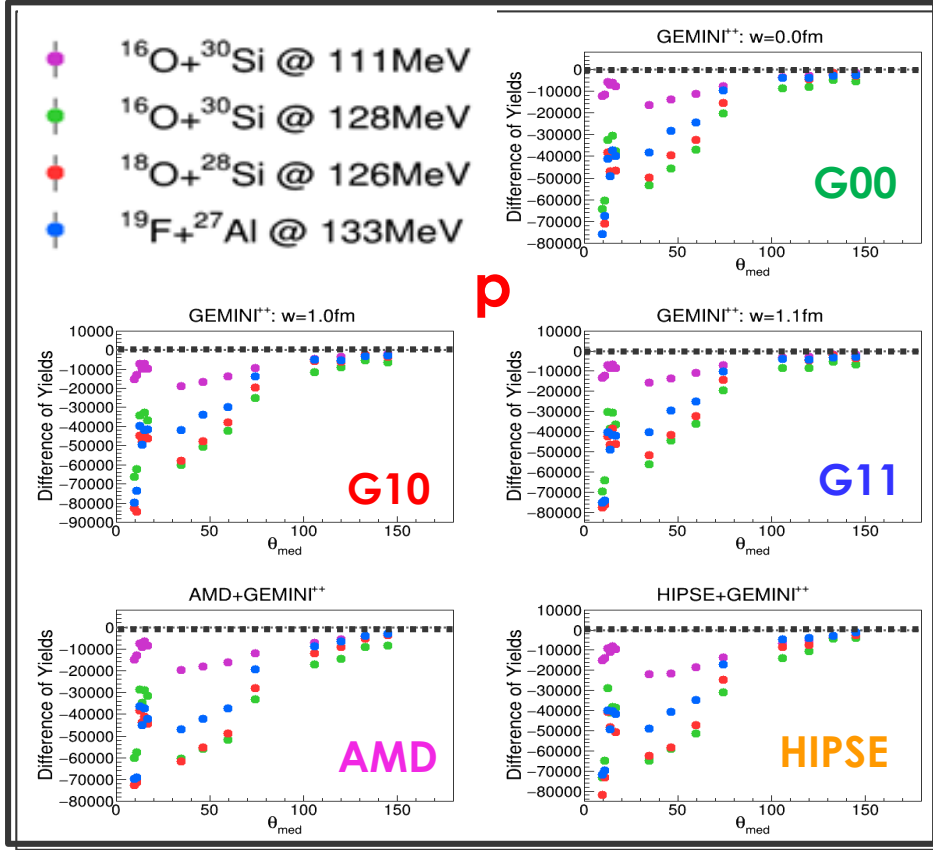 ¹⁶O+³⁰Si @ 111MeV
¹⁶O+³⁰Si @ 128MeV
¹⁸O+²⁸Si @ 126MeV
¹⁹F+²⁷Al @ 133MeV
GEMINI⁺⁺: w=0.0fm
Difference of Yields
0
−10000
−20000
−30000
−40000
−50000
−60000
−70000
−80000
0 50 100 150
θmed
G00
p
GEMINI⁺⁺: w=1.0fm
Difference of Yields
10000
0
−10000
−20000
−30000
−40000
−50000
−60000
−70000
−80000
−90000
0 50 100 150
θmed
G10
GEMINI⁺⁺: w=1.1fm
Difference of Yields
10000
0
−10000
−20000
−30000
−40000
−50000
−60000
−70000
−80000
0 50 100 150
θmed
G11
AMD+GEMINI⁺⁺
Difference of Yields
0
−10000
−20000
−30000
−40000
−50000
−60000
−70000
−80000
0 50 100 150
θmed
AMD
HIPSE+GEMINI⁺⁺
Difference of Yields
10000
0
−10000
−20000
−30000
−40000
−50000
−60000
−70000
−80000
0 50 100 150
θmed
HIPSE